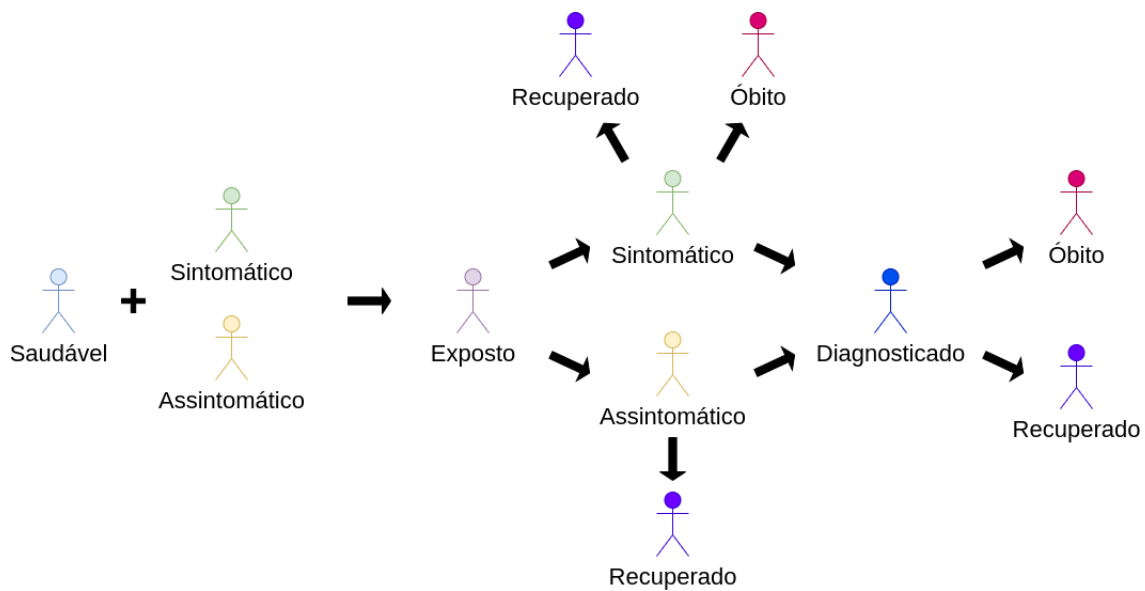 Recuperado
Óbito
Sintomático
Sintomático
Óbito
Saudável
Exposto
Diagnosticado
Assintomático
Assintomático
Recuperado
Recuperado